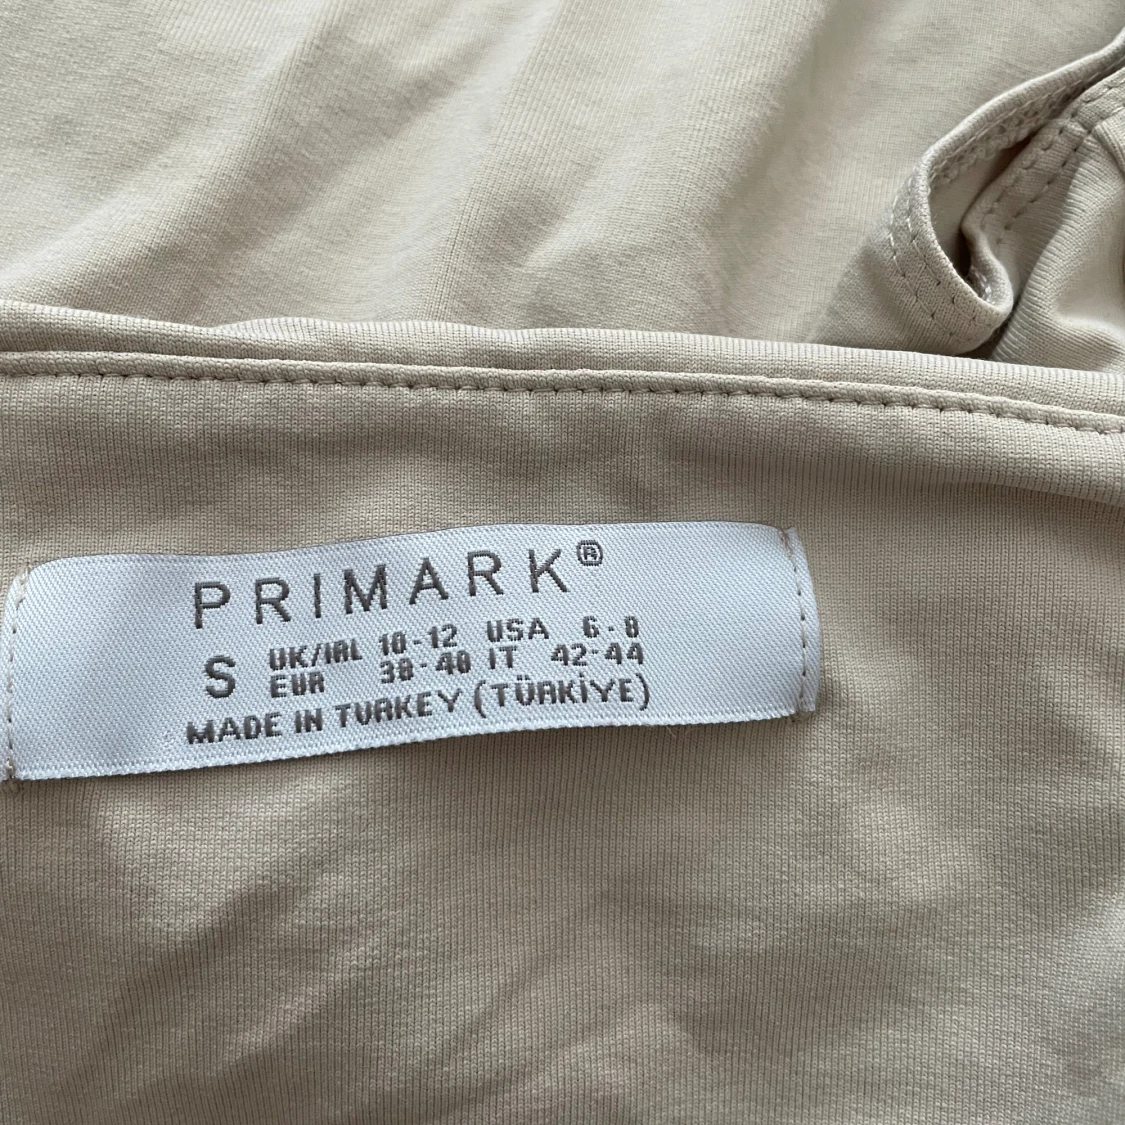 PRIMARK®
S UK/IRL 10-12 USA 6-8
EUR 38-40 IT 42-44
MADE IN TURKEY (TÜRKİYE)